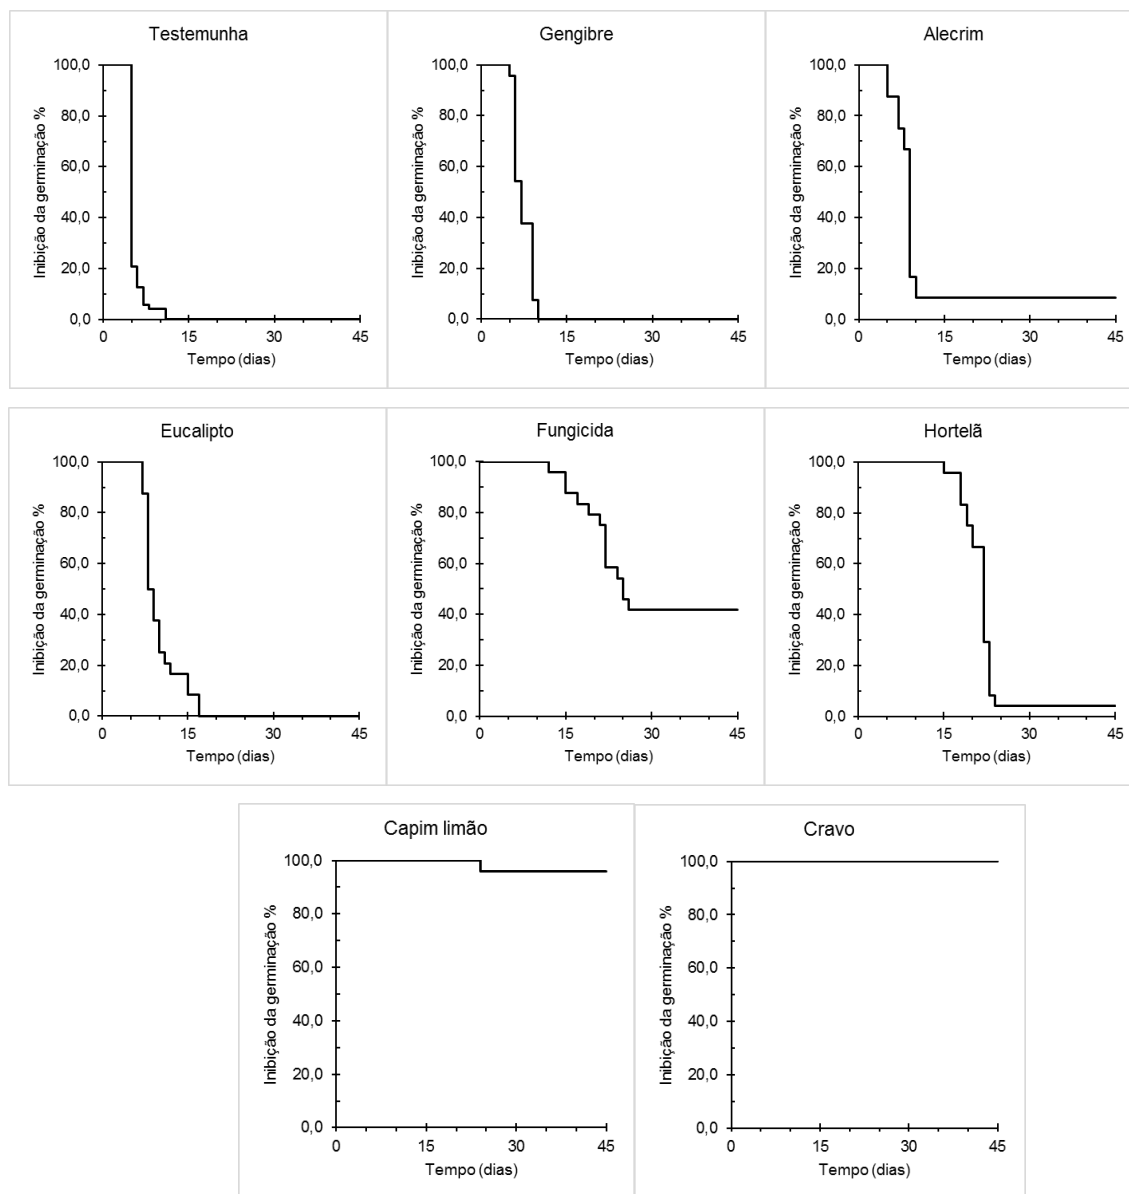 Testemunha
Inibição da germinação %
100,0
80,0
60,0
40,0
20,0
0,0
0 15 30 45
Tempo (dias)
Gengibre
Inibição da germinação %
100,0
80,0
60,0
40,0
20,0
0,0
0 15 30 45
Tempo (dias)
Alecrim
Inibição da germinação %
100,0
80,0
60,0
40,0
20,0
0,0
0 15 30 45
Tempo (dias)
Eucalipto
Inibição da germinação %
100,0
80,0
60,0
40,0
20,0
0,0
0 15 30 45
Tempo (dias)
Fungicida
Inibição da germinação %
100,0
80,0
60,0
40,0
20,0
0,0
0 15 30 45
Tempo (dias)
Hortelã
Inibição da germinação %
100,0
80,0
60,0
40,0
20,0
0,0
0 15 30 45
Tempo (dias)
Capim limão
Inibição da germinação %
100,0
80,0
60,0
40,0
20,0
0,0
0 15 30 45
Tempo (dias)
Cravo
Inibição da germinação %
100,0
80,0
60,0
40,0
20,0
0,0
0 15 30 45
Tempo (dias)